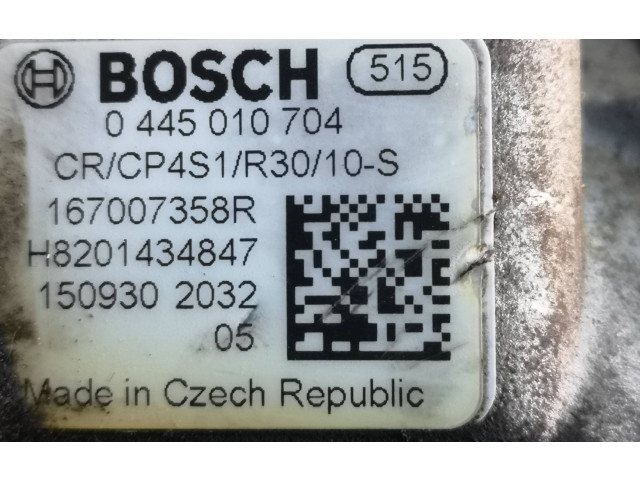 BOSCH 515
0 445 010 704
CR/CP4S1/R30/10-S
167007358R
H8201434847
150930 2032
05
Made in Czech Republic